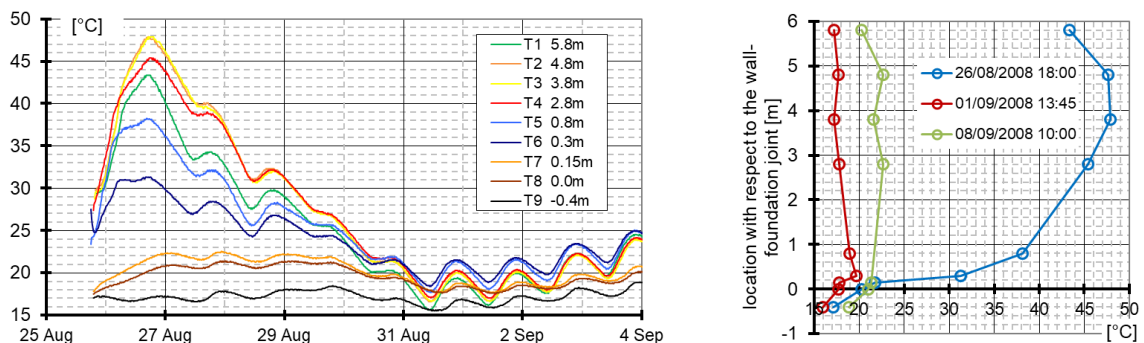 50
45
40
35
30
25
20
15
[°C]
T1 5.8m
T2 4.8m
T3 3.8m
T4 2.8m
T5 0.8m
T6 0.3m
T7 0.15m
T8 0.0m
T9 -0.4m
25 Aug 27 Aug 29 Aug 31 Aug 2 Sep 4 Sep
location with respect to the wall-
foundation joint [m]
6
5
4
3
2
1
0
-1
26/08/2008 18:00
01/09/2008 13:45
08/09/2008 10:00
15 20 25 30 35 40 45 50
[°C]